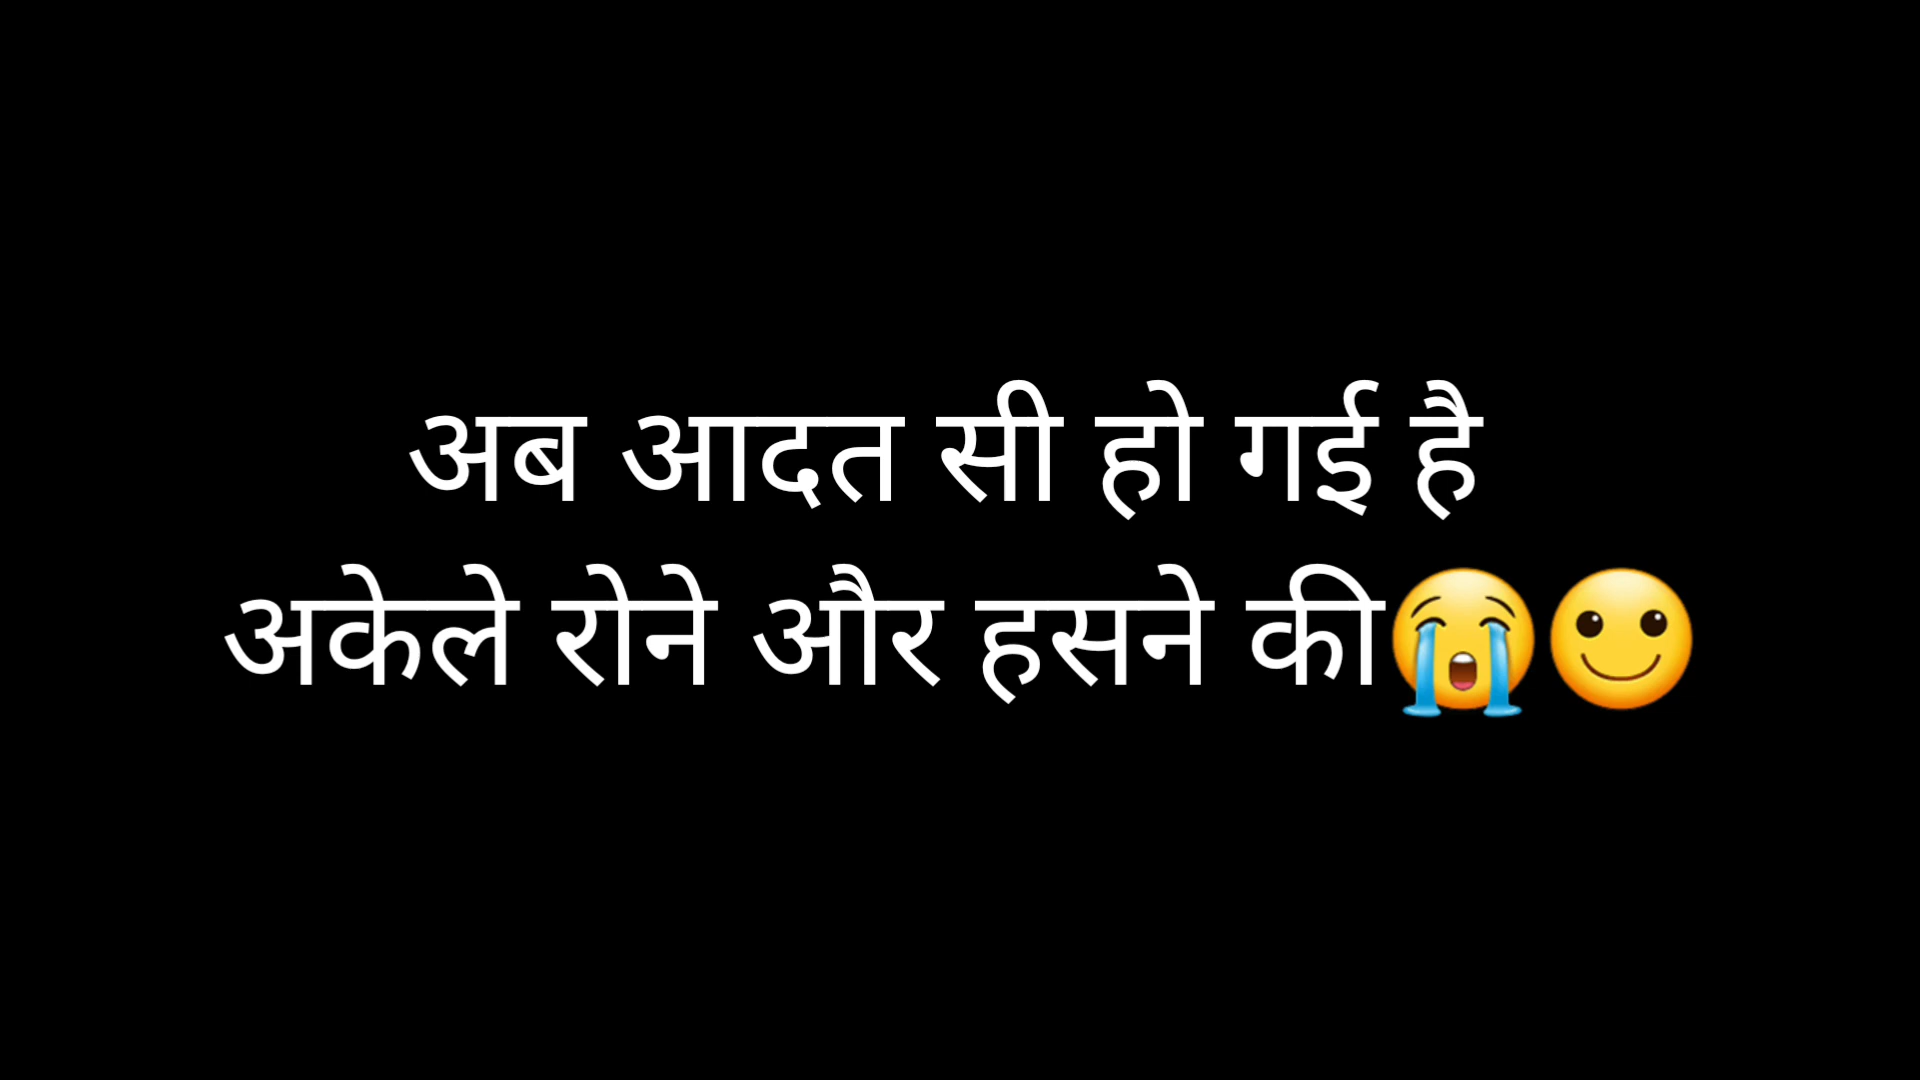 अब आदत सी हो गई है
अकेले रोने और हसने की😭🙂